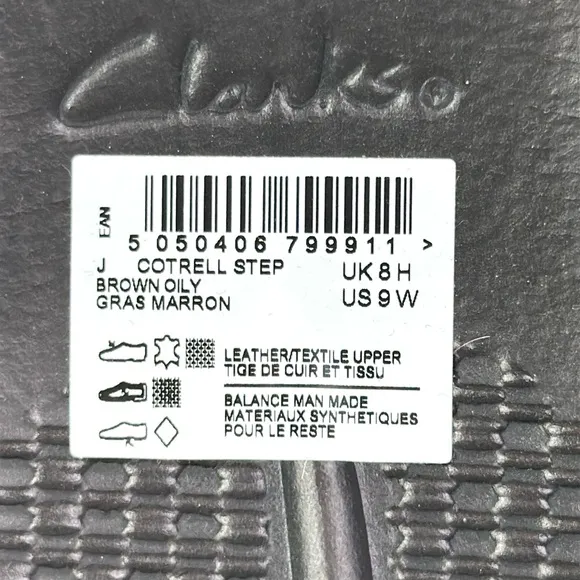 Clarks®
EAN
5 050406 799911 >
J COTRELL STEP UK 8 H
BROWN OILY US 9 W
GRAS MARRON
LEATHER/TEXTILE UPPER
TIGE DE CUIR ET TISSU
BALANCE MAN MADE
MATERIAUX SYNTHETIQUES
POUR LE RESTE